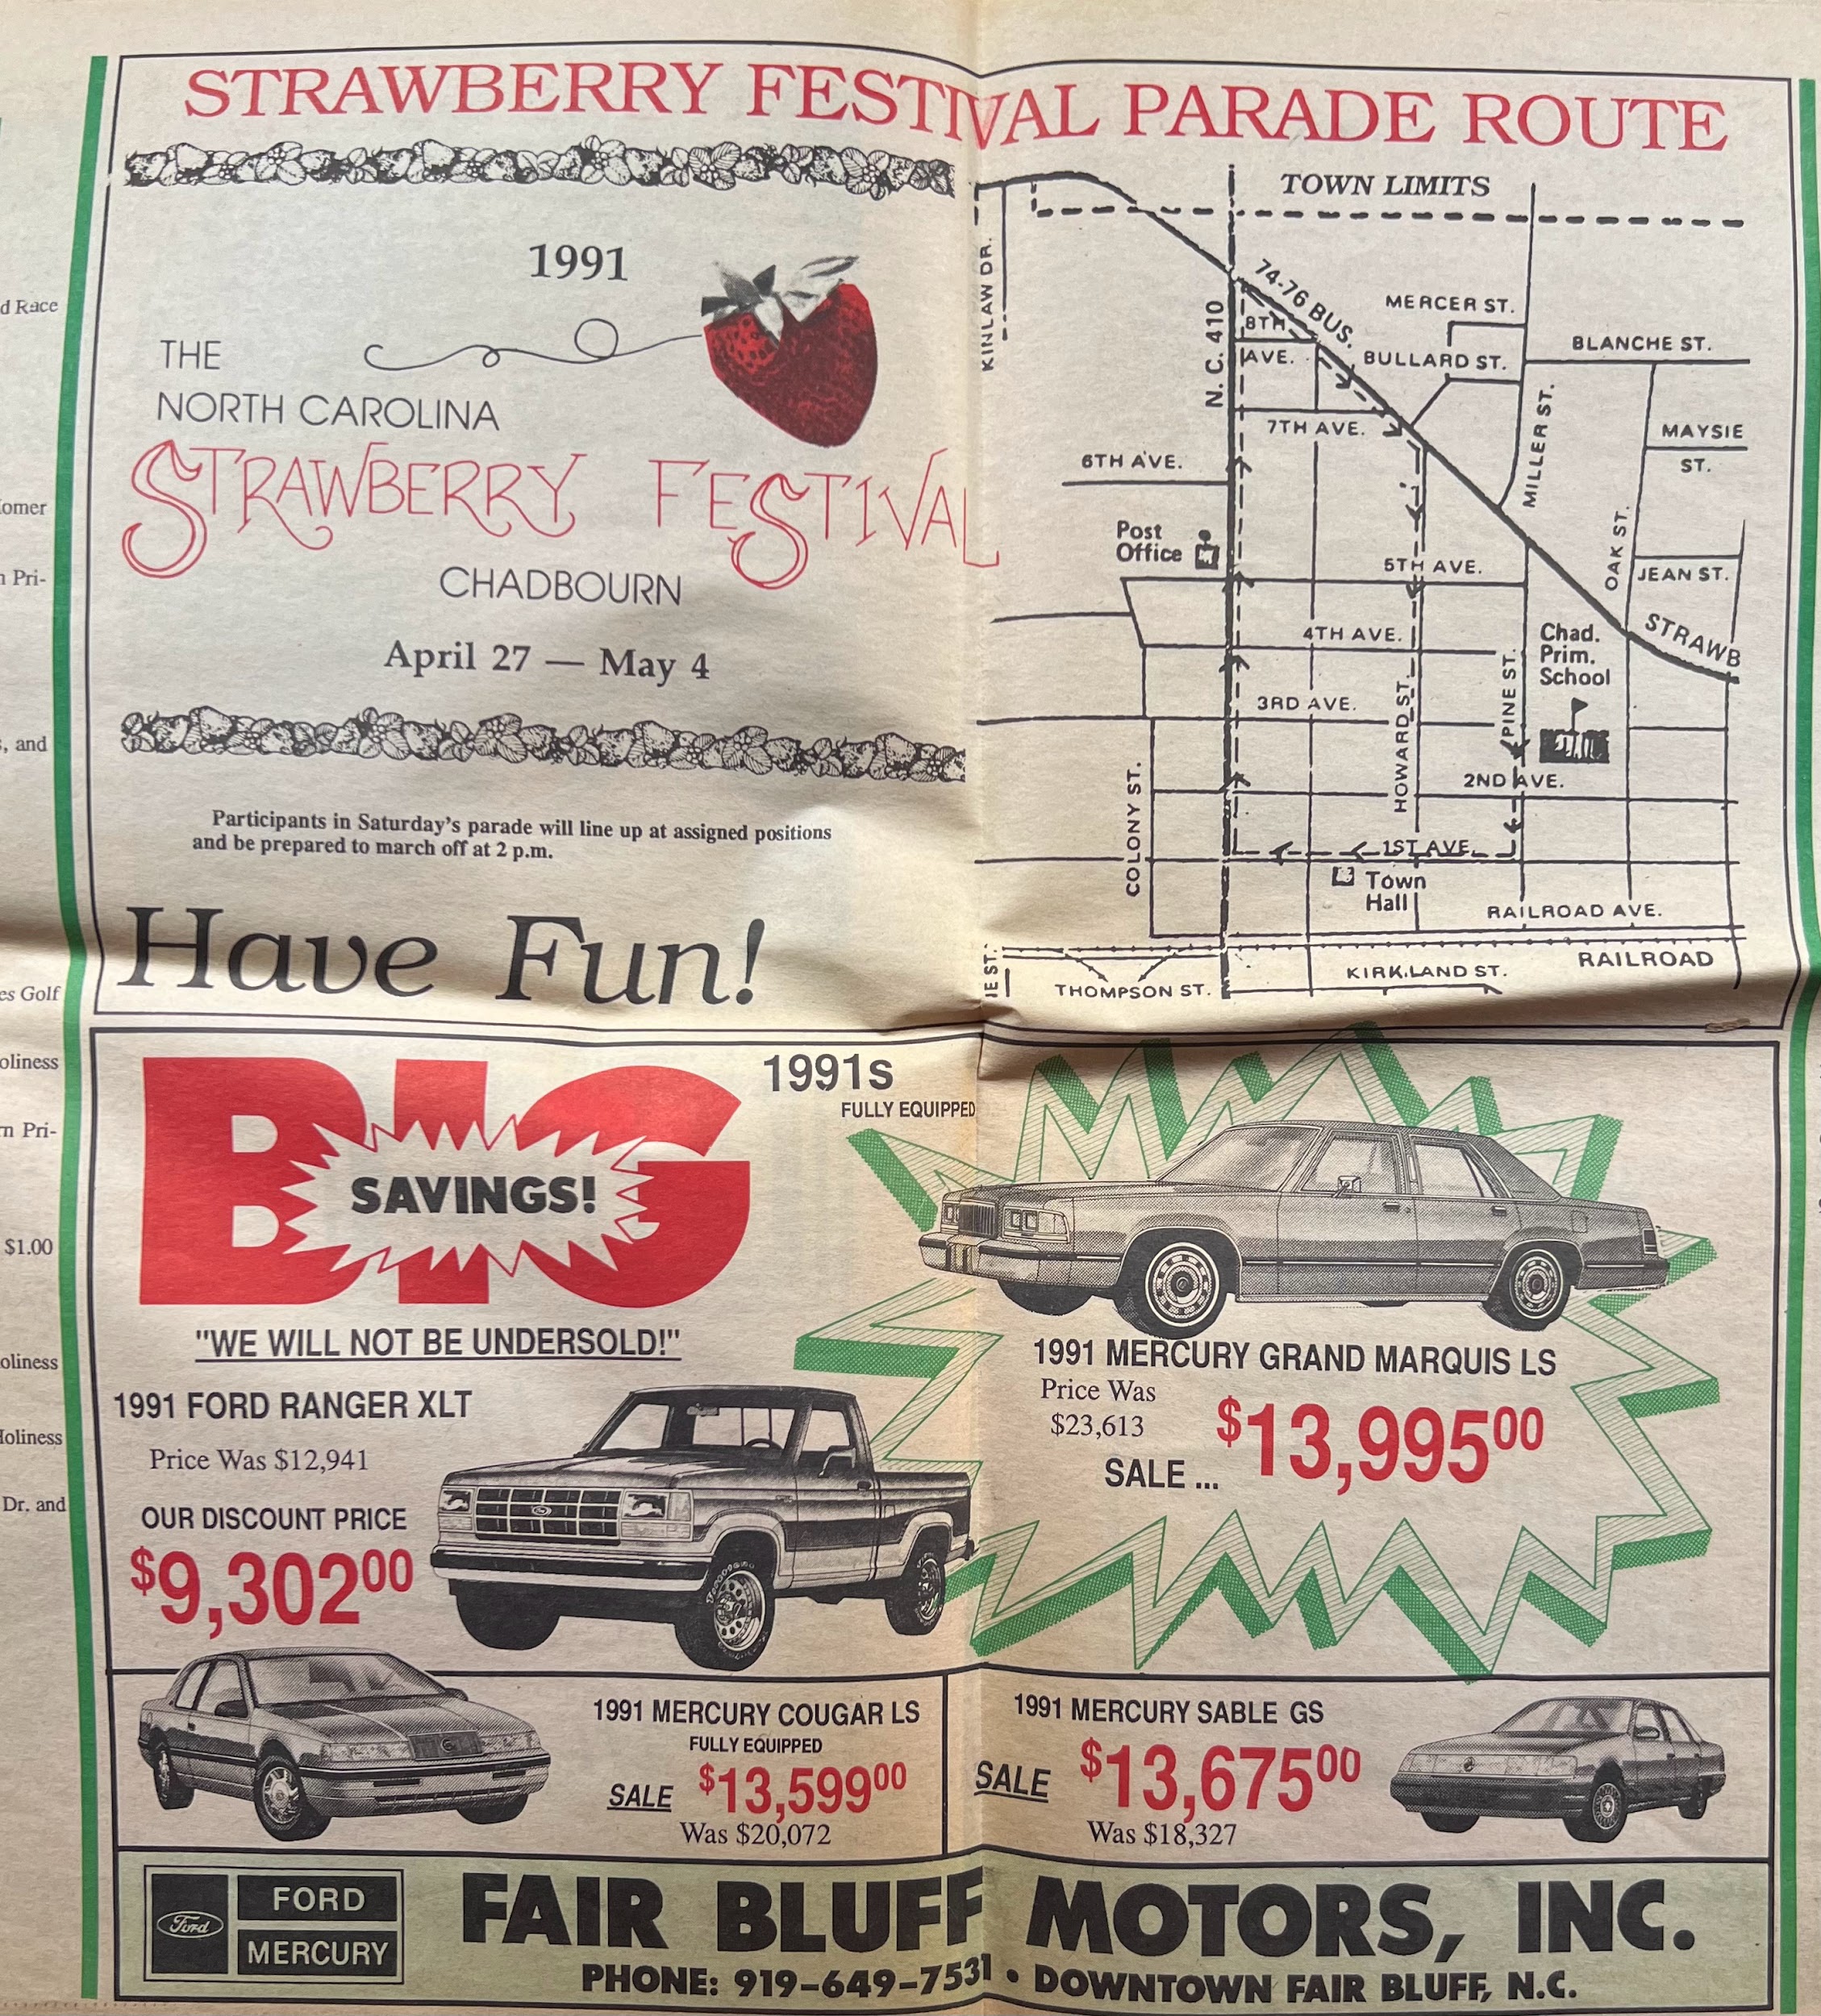 STRAWBERRY FESTIVAL PARADE ROUTE
1991
THE
NORTH CAROLINA
STRAWBERRY FESTIVAL
CHADBOURN
April 27 — May 4
Participants in Saturday's parade will line up at assigned positions
and be prepared to march off at 2 p.m.
Have Fun!
TOWN LIMITS
KINLAW DR.
N. C. 410
74-76 BUS.
8TH
AVE.
MERCER ST.
BULLARD ST.
BLANCHE ST.
7TH AVE.
MILLER ST.
MAYSIE
ST.
6TH AVE.
Post
Office
5TH AVE.
OAK ST.
JEAN ST.
4TH AVE.
Chad.
Prim.
School
STRAWB
3RD AVE.
HOWARD ST.
PINE ST.
2ND AVE.
COLONY ST.
1ST AVE.
Town
Hall
RAILROAD AVE.
RAILROAD
IE ST.
THOMPSON ST.
KIRKLAND ST.
BIG
SAVINGS!
1991s
FULLY EQUIPPED
"WE WILL NOT BE UNDERSOLD!"
1991 FORD RANGER XLT
Price Was $12,941
OUR DISCOUNT PRICE
$9,30200
1991 MERCURY GRAND MARQUIS LS
Price Was
$23,613
SALE ... $13,99500
1991 MERCURY COUGAR LS
FULLY EQUIPPED
SALE $13,59900
Was $20,072
1991 MERCURY SABLE GS
SALE $13,67500
Was $18,327
Ford
FORD
MERCURY
FAIR BLUFF MOTORS, INC.
PHONE: 919-649-7531 • DOWNTOWN FAIR BLUFF, N.C.
d Race
omer
n Pri-
, and
es Golf
oliness
rn Pri-
$1.00
oliness
Holiness
Dr. and